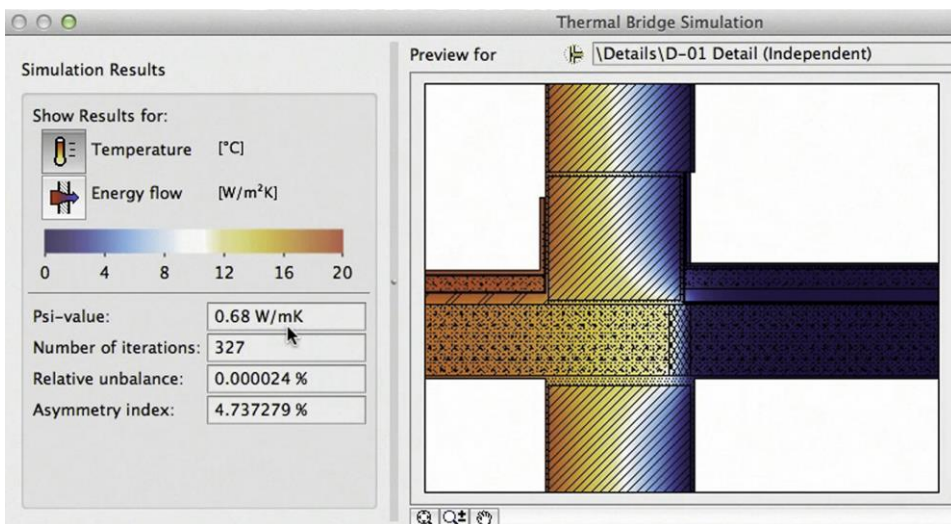 Thermal Bridge Simulation
Simulation Results
Show Results for:
Temperature [°C]
Energy flow [W/m²K]
0 4 8 12 16 20
Psi-value: 0.68 W/mK
Number of iterations: 327
Relative unbalance: 0.000024 %
Asymmetry index: 4.737279 %
Preview for \Details\D-01 Detail (Independent)